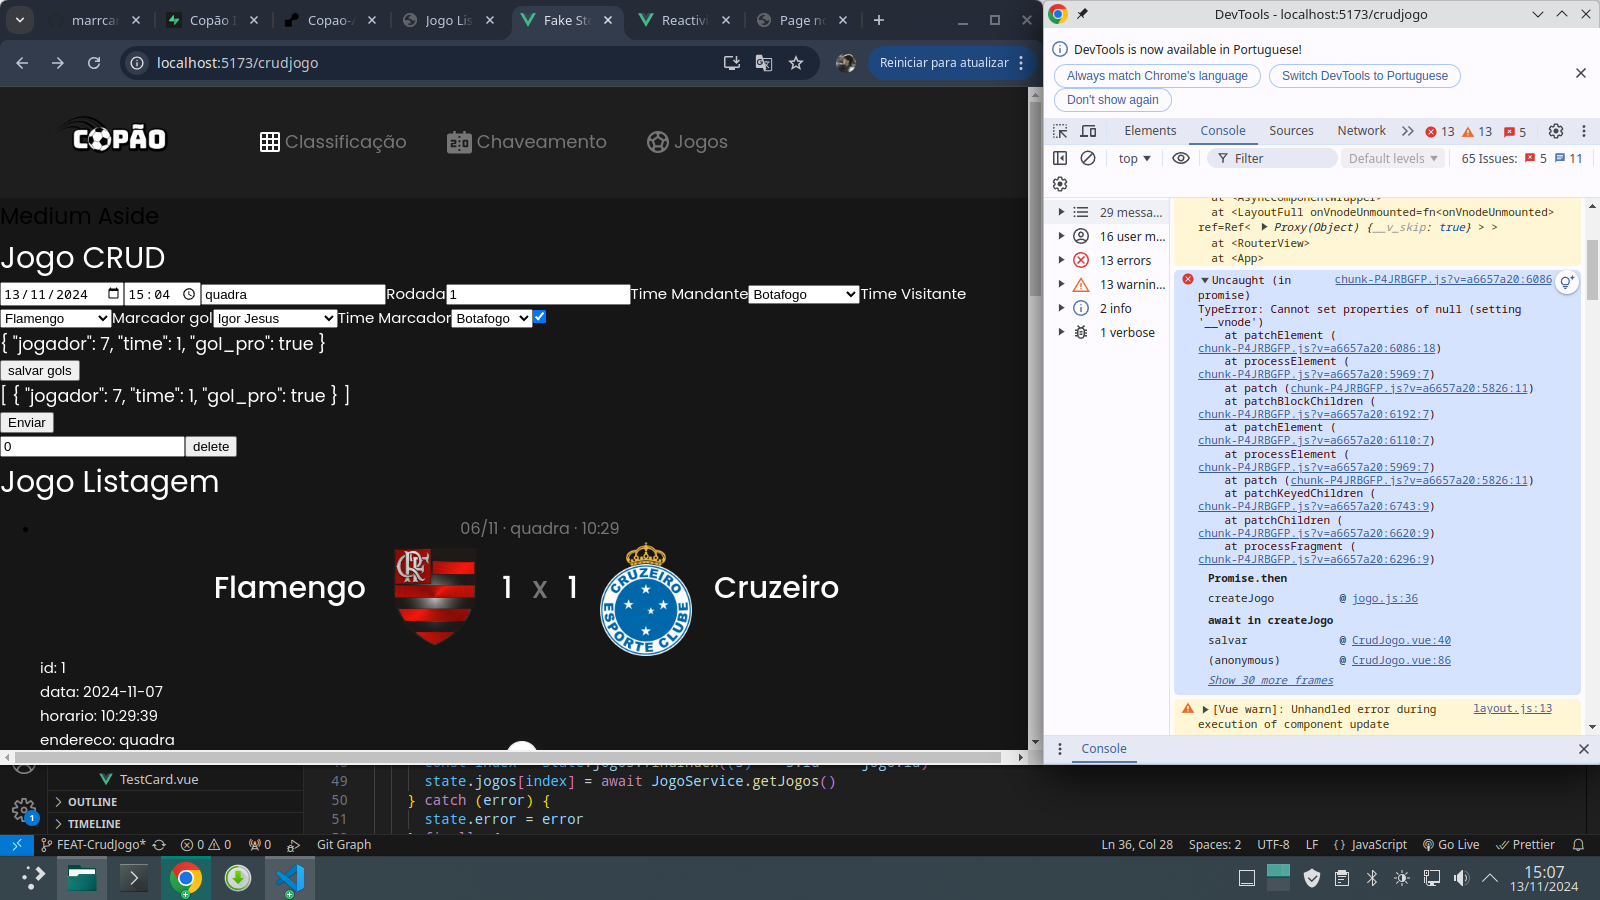 marrcar
Copão I
Copao-A
Jogo Lis
Fake Sto
Reactivi
Page no
localhost:5173/crudjogo
Reiniciar para atualizar
COPÃO
Classificação
Chaveamento
Jogos
Medium Aside
Jogo CRUD
13/11/2024
15:04
quadra
Rodada
1
Time Mandante
Botafogo
Time Visitante
Flamengo
Marcador gol
Igor Jesus
Time Marcador
Botafogo
{ "jogador": 7, "time": 1, "gol_pro": true }
salvar gols
[ { "jogador": 7, "time": 1, "gol_pro": true } ]
Enviar
0
delete
Jogo Listagem
06/11 · quadra · 10:29
Flamengo
1 x 1
CRUZEIRO
ESPORTE CLUBE
Cruzeiro
id: 1
data: 2024-11-07
horario: 10:29:39
endereco: quadra
DevTools - localhost:5173/crudjogo
DevTools is now available in Portuguese!
Always match Chrome's language
Switch DevTools to Portuguese
Don't show again
Elements
Console
Sources
Network
13
13
5
top
Filter
Default levels
65 Issues:
5
11
29 messa...
16 user m...
13 errors
13 warnin...
2 info
1 verbose
at <AsyncComponentWrapper>
at <LayoutFull onVnodeUnmounted=fn<onVnodeUnmounted>
ref=Ref< Proxy(Object) {__v_skip: true} > >
at <RouterView>
at <App>
Uncaught (in
chunk-P4JRBGFP.js?v=a6657a20:6086
promise)
TypeError: Cannot set properties of null (setting
'__vnode')
at patchElement (
chunk-P4JRBGFP.js?v=a6657a20:6086:18)
at processElement (
chunk-P4JRBGFP.js?v=a6657a20:5969:7)
at patch (chunk-P4JRBGFP.js?v=a6657a20:5826:11)
at patchBlockChildren (
chunk-P4JRBGFP.js?v=a6657a20:6192:7)
at patchElement (
chunk-P4JRBGFP.js?v=a6657a20:6110:7)
at processElement (
chunk-P4JRBGFP.js?v=a6657a20:5969:7)
at patch (chunk-P4JRBGFP.js?v=a6657a20:5826:11)
at patchKeyedChildren (
chunk-P4JRBGFP.js?v=a6657a20:6743:9)
at patchChildren (
chunk-P4JRBGFP.js?v=a6657a20:6620:9)
at processFragment (
chunk-P4JRBGFP.js?v=a6657a20:6296:9)
Promise.then
createJogo @ jogo.js:36
await in createJogo
salvar @ CrudJogo.vue:40
(anonymous) @ CrudJogo.vue:86
Show 30 more frames
[Vue warn]: Unhandled error during
layout.js:13
execution of component update
Console
TestCard.vue
OUTLINE
TIMELINE
1
49 state.jogos[index] = await JogoService.getJogos()
50 } catch (error) {
51 state.error = error
FEAT-CrudJogo*
0
0
0
Git Graph
Ln 36, Col 28
Spaces: 2
UTF-8
LF
{ } JavaScript
Go Live
Prettier
15:07
13/11/2024